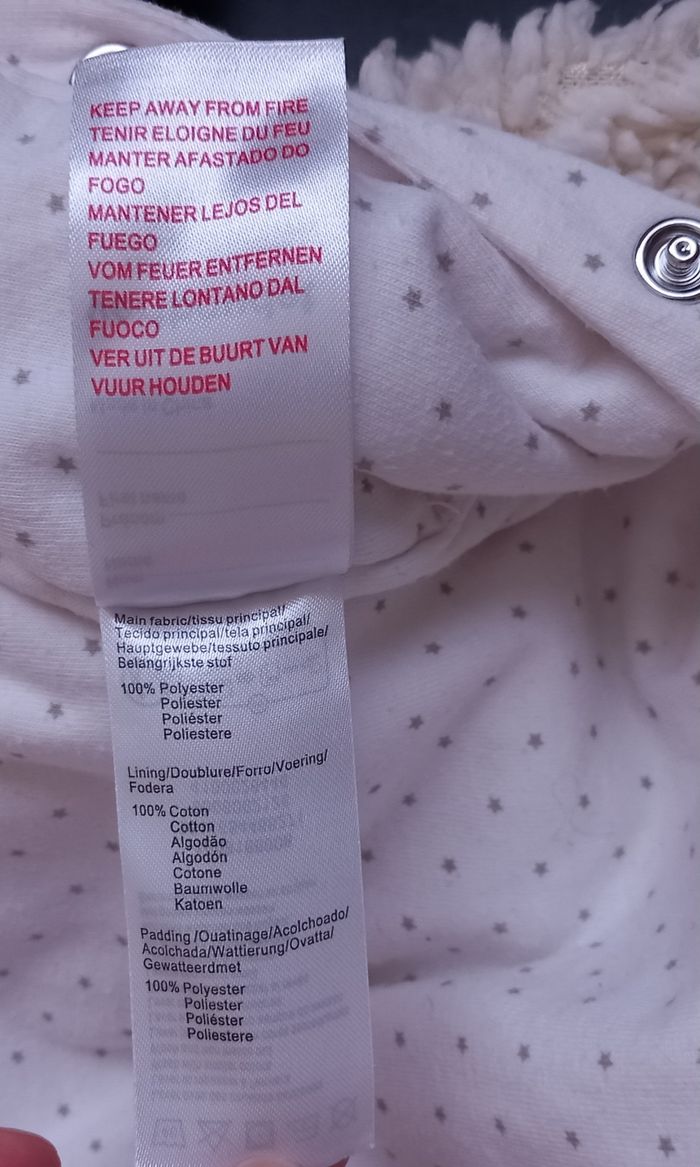 KEEP AWAY FROM FIRE
TENIR ELOIGNE DU FEU
MANTER AFASTADO DO
FOGO
MANTENER LEJOS DEL
FUEGO
VOM FEUER ENTFERNEN
TENERE LONTANO DAL
FUOCO
VER UIT DE BUURT VAN
VUUR HOUDEN
Main fabric/tissu principal/
Tecido principal/tela principal/
Hauptgewebe/tessuto principale/
Belangrijkste stof
100% Polyester
Poliester
Poliéster
Poliestere
Lining/Doublure/Forro/Voering/
Fodera
100% Coton
Cotton
Algodão
Algodón
Cotone
Baumwolle
Katoen
Padding /Ouatinage/Acolchoado/
Acolchada/Wattierung/Ovatta/
Gewatteerdmet
100% Polyester
Poliester
Poliéster
Poliestere